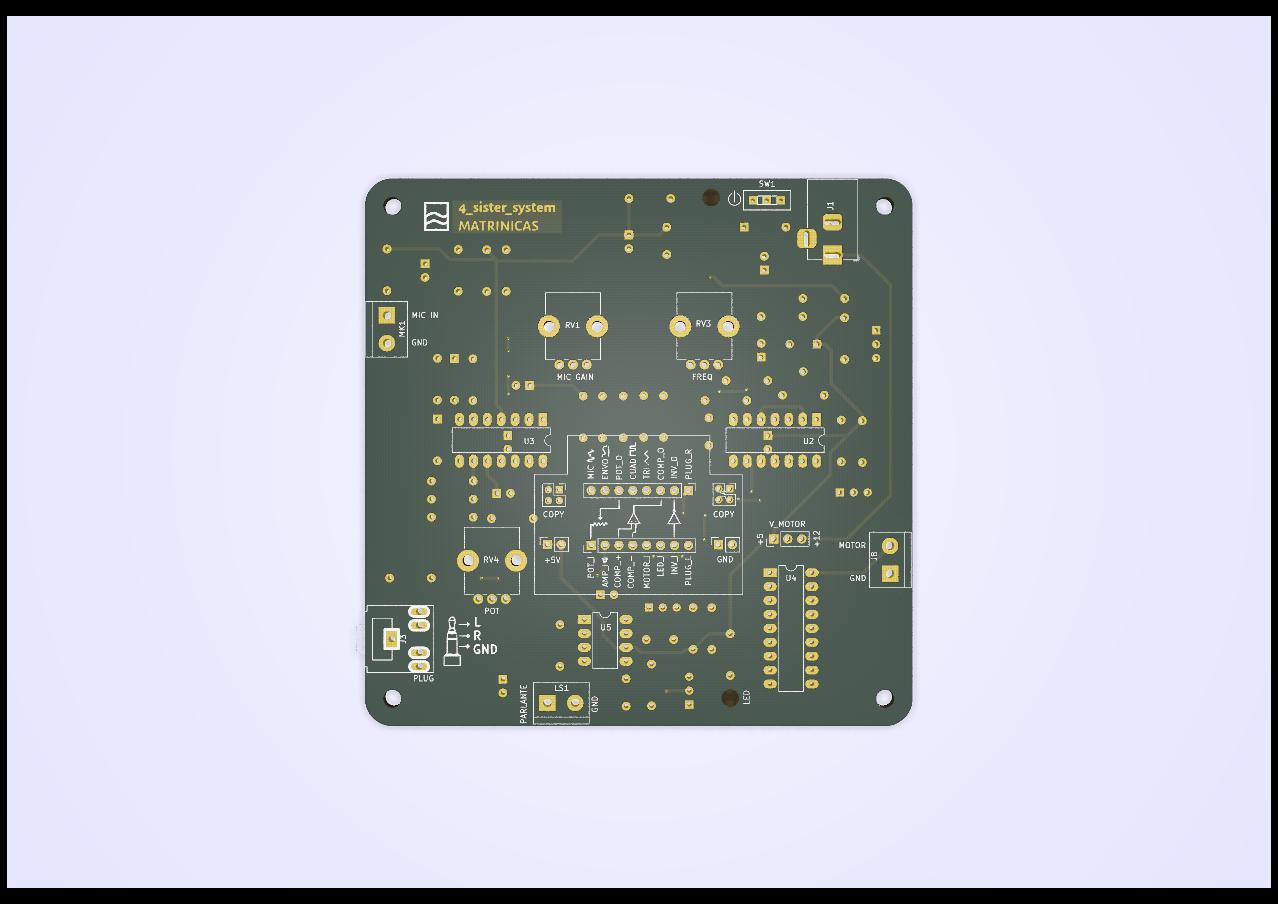 SW1
4_sister_system
MATRINICAS
J1
MIC IN
MK1
GND
RV1
RV3
MIC GAIN
FREQ
U3
U2
MIC
ENVO
POT_O
CUAD
TRI
COMP_O
INV_O
PLUG_R
COPY
COPY
V_MOTOR
+5
+12
MOTOR
J8
GND
+5V
GND
POT_I
AMP_I
COMP_+
COMP_-
MOTOR_I
LED_I
INV_I
PLUG_L
RV4
POT
U4
U5
J3
L
R
GND
PLUG
LS1
PARLANTE
GND
LED